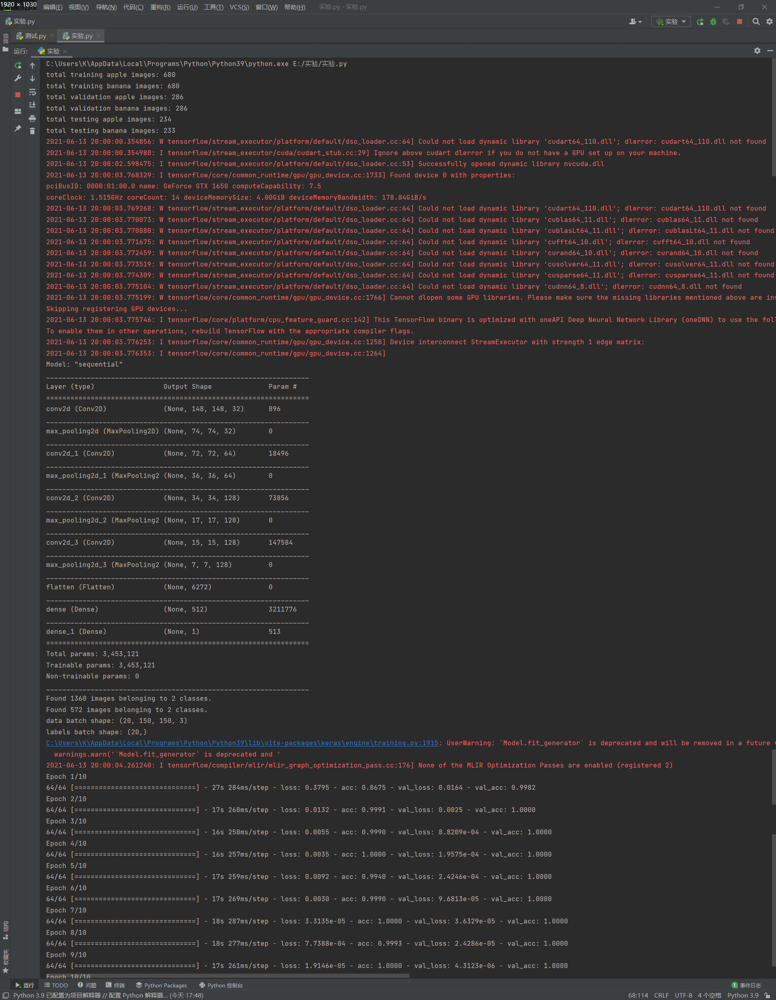 1920 × 1030
编辑(E) 视图(V) 导航(N) 代码(C) 重构(R) 运行(U) 工具(T) VCS(S) 窗口(W) 帮助(H) 实验.py - 实验.py
实验.py 实验
项目 测试.py 实验.py
运行: 实验
C:\Users\K\AppData\Local\Programs\Python\Python39\python.exe E:/实验/实验.py
total training apple images: 680
total training banana images: 680
total validation apple images: 286
total validation banana images: 286
total testing apple images: 234
total testing banana images: 233
2021-06-13 20:00:00.354856: W tensorflow/stream_executor/platform/default/dso_loader.cc:64] Could not load dynamic library 'cudart64_110.dll'; dlerror: cudart64_110.dll not found
2021-06-13 20:00:00.354980: I tensorflow/stream_executor/cuda/cudart_stub.cc:29] Ignore above cudart dlerror if you do not have a GPU set up on your machine.
2021-06-13 20:00:02.598475: I tensorflow/stream_executor/platform/default/dso_loader.cc:53] Successfully opened dynamic library nvcuda.dll
2021-06-13 20:00:03.768329: I tensorflow/core/common_runtime/gpu/gpu_device.cc:1733] Found device 0 with properties:
pciBusID: 0000:01:00.0 name: GeForce GTX 1650 computeCapability: 7.5
coreClock: 1.515GHz coreCount: 14 deviceMemorySize: 4.00GiB deviceMemoryBandwidth: 178.84GiB/s
2021-06-13 20:00:03.769268: W tensorflow/stream_executor/platform/default/dso_loader.cc:64] Could not load dynamic library 'cudart64_110.dll'; dlerror: cudart64_110.dll not found
2021-06-13 20:00:03.770073: W tensorflow/stream_executor/platform/default/dso_loader.cc:64] Could not load dynamic library 'cublas64_11.dll'; dlerror: cublas64_11.dll not found
2021-06-13 20:00:03.770880: W tensorflow/stream_executor/platform/default/dso_loader.cc:64] Could not load dynamic library 'cublasLt64_11.dll'; dlerror: cublasLt64_11.dll not found
2021-06-13 20:00:03.771675: W tensorflow/stream_executor/platform/default/dso_loader.cc:64] Could not load dynamic library 'cufft64_10.dll'; dlerror: cufft64_10.dll not found
2021-06-13 20:00:03.772459: W tensorflow/stream_executor/platform/default/dso_loader.cc:64] Could not load dynamic library 'curand64_10.dll'; dlerror: curand64_10.dll not found
2021-06-13 20:00:03.773519: W tensorflow/stream_executor/platform/default/dso_loader.cc:64] Could not load dynamic library 'cusolver64_11.dll'; dlerror: cusolver64_11.dll not found
2021-06-13 20:00:03.774309: W tensorflow/stream_executor/platform/default/dso_loader.cc:64] Could not load dynamic library 'cusparse64_11.dll'; dlerror: cusparse64_11.dll not found
2021-06-13 20:00:03.775104: W tensorflow/stream_executor/platform/default/dso_loader.cc:64] Could not load dynamic library 'cudnn64_8.dll'; dlerror: cudnn64_8.dll not found
2021-06-13 20:00:03.775199: W tensorflow/core/common_runtime/gpu/gpu_device.cc:1766] Cannot dlopen some GPU libraries. Please make sure the missing libraries mentioned above are ins
Skipping registering GPU devices...
2021-06-13 20:00:03.775746: I tensorflow/core/platform/cpu_feature_guard.cc:142] This TensorFlow binary is optimized with oneAPI Deep Neural Network Library (oneDNN) to use the fol
To enable them in other operations, rebuild TensorFlow with the appropriate compiler flags.
2021-06-13 20:00:03.776253: I tensorflow/core/common_runtime/gpu/gpu_device.cc:1258] Device interconnect StreamExecutor with strength 1 edge matrix:
2021-06-13 20:00:03.776353: I tensorflow/core/common_runtime/gpu/gpu_device.cc:1264]
Model: "sequential"
_________________________________________________________________
Layer (type) Output Shape Param #
=================================================================
conv2d (Conv2D) (None, 148, 148, 32) 896
_________________________________________________________________
max_pooling2d (MaxPooling2D) (None, 74, 74, 32) 0
_________________________________________________________________
conv2d_1 (Conv2D) (None, 72, 72, 64) 18496
_________________________________________________________________
max_pooling2d_1 (MaxPooling2 (None, 36, 36, 64) 0
_________________________________________________________________
conv2d_2 (Conv2D) (None, 34, 34, 128) 73856
_________________________________________________________________
max_pooling2d_2 (MaxPooling2 (None, 17, 17, 128) 0
_________________________________________________________________
conv2d_3 (Conv2D) (None, 15, 15, 128) 147584
_________________________________________________________________
max_pooling2d_3 (MaxPooling2 (None, 7, 7, 128) 0
_________________________________________________________________
flatten (Flatten) (None, 6272) 0
_________________________________________________________________
dense (Dense) (None, 512) 3211776
_________________________________________________________________
dense_1 (Dense) (None, 1) 513
=================================================================
Total params: 3,453,121
Trainable params: 3,453,121
Non-trainable params: 0
_________________________________________________________________
Found 1360 images belonging to 2 classes.
Found 572 images belonging to 2 classes.
data batch shape: (20, 150, 150, 3)
labels batch shape: (20,)
C:\Users\K\AppData\Local\Programs\Python\Python39\lib\site-packages\keras\engine\training.py:1915: UserWarning: `Model.fit_generator` is deprecated and will be removed in a future v
warnings.warn('`Model.fit_generator` is deprecated and '
2021-06-13 20:00:04.261240: I tensorflow/compiler/mlir/mlir_graph_optimization_pass.cc:176] None of the MLIR Optimization Passes are enabled (registered 2)
Epoch 1/10
64/64 [==============================] - 27s 284ms/step - loss: 0.3795 - acc: 0.8675 - val_loss: 0.0164 - val_acc: 0.9982
Epoch 2/10
64/64 [==============================] - 17s 268ms/step - loss: 0.0132 - acc: 0.9991 - val_loss: 0.0025 - val_acc: 1.0000
Epoch 3/10
64/64 [==============================] - 16s 258ms/step - loss: 0.0055 - acc: 0.9990 - val_loss: 8.8209e-04 - val_acc: 1.0000
Epoch 4/10
64/64 [==============================] - 16s 257ms/step - loss: 0.0035 - acc: 1.0000 - val_loss: 1.9575e-04 - val_acc: 1.0000
Epoch 5/10
64/64 [==============================] - 17s 259ms/step - loss: 0.0092 - acc: 0.9940 - val_loss: 2.4246e-04 - val_acc: 1.0000
Epoch 6/10
64/64 [==============================] - 17s 269ms/step - loss: 0.0030 - acc: 0.9990 - val_loss: 9.6813e-05 - val_acc: 1.0000
Epoch 7/10
64/64 [==============================] - 18s 287ms/step - loss: 3.3135e-05 - acc: 1.0000 - val_loss: 3.6329e-05 - val_acc: 1.0000
Epoch 8/10
64/64 [==============================] - 18s 277ms/step - loss: 7.7388e-04 - acc: 0.9993 - val_loss: 2.4286e-05 - val_acc: 1.0000
Epoch 9/10
64/64 [==============================] - 17s 261ms/step - loss: 1.9146e-05 - acc: 1.0000 - val_loss: 4.3123e-06 - val_acc: 1.0000
Epoch 10/10
结构
收藏夹
运行 TODO 问题 终端 Python Packages Python 控制台 1 事件日志
Python 3.9 已配置为项目解释器 // 配置 Python 解释器... (今天 17:48) 68:114 CRLF UTF-8 4 个空格 Python 3.9